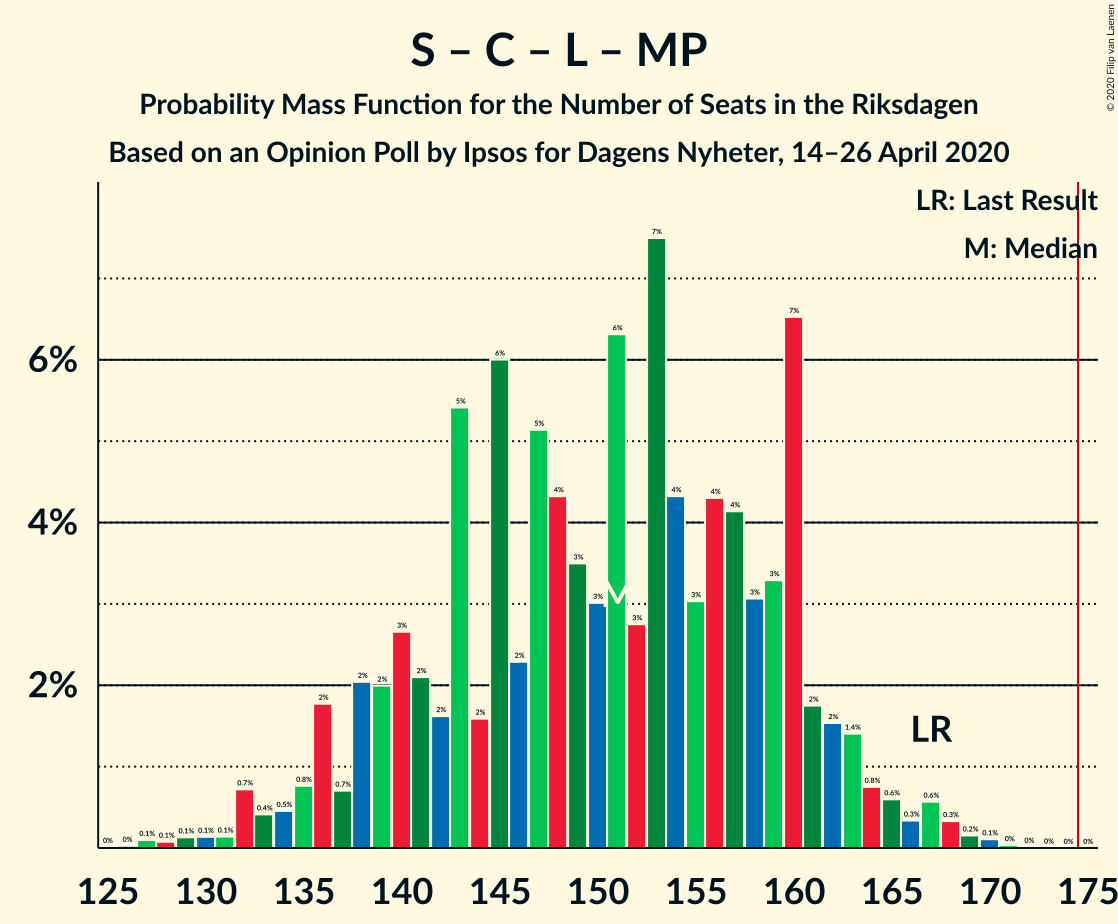 © 2020 Filip van Laenen
S – C – L – MP
Probability Mass Function for the Number of Seats in the Riksdagen
Based on an Opinion Poll by Ipsos for Dagens Nyheter, 14–26 April 2020
LR: Last Result
M: Median
6%
4%
2%
0% 0% 0.1% 0.1% 0.1% 0.1% 0.1% 0.7% 0.4% 0.5% 0.8% 2% 0.7% 2% 2% 3% 2% 2% 5% 2% 6% 2% 5% 4% 3% 3% 6% 3% 7% 4% 3% 4% 4% 3% 3% 7% 2% 2% 1.4% 0.8% 0.6% 0.3% 0.6% 0.3% 0.2% 0.1% 0% 0% 0% 0% 0%
M
LR
125 130 135 140 145 150 155 160 165 170 175